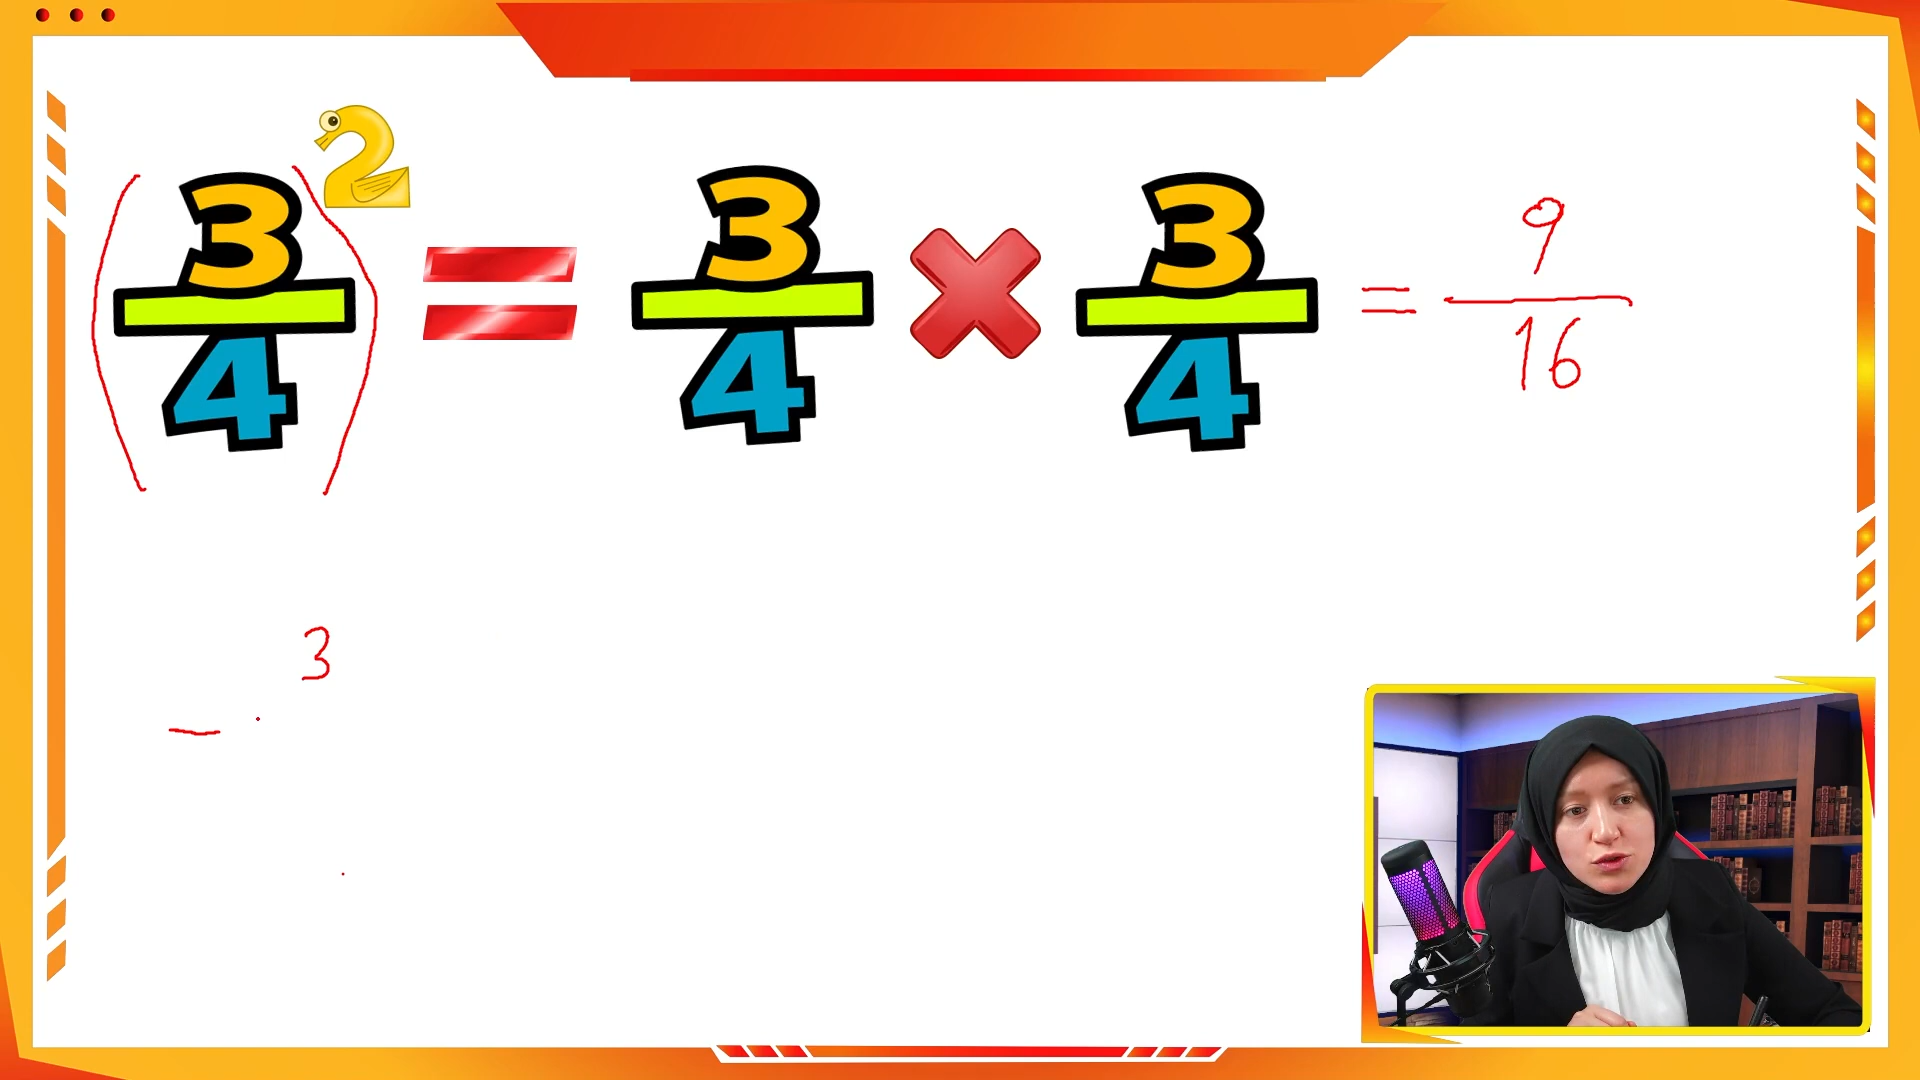 (3/4)² = 3/4 × 3/4 = 9/16
3
–